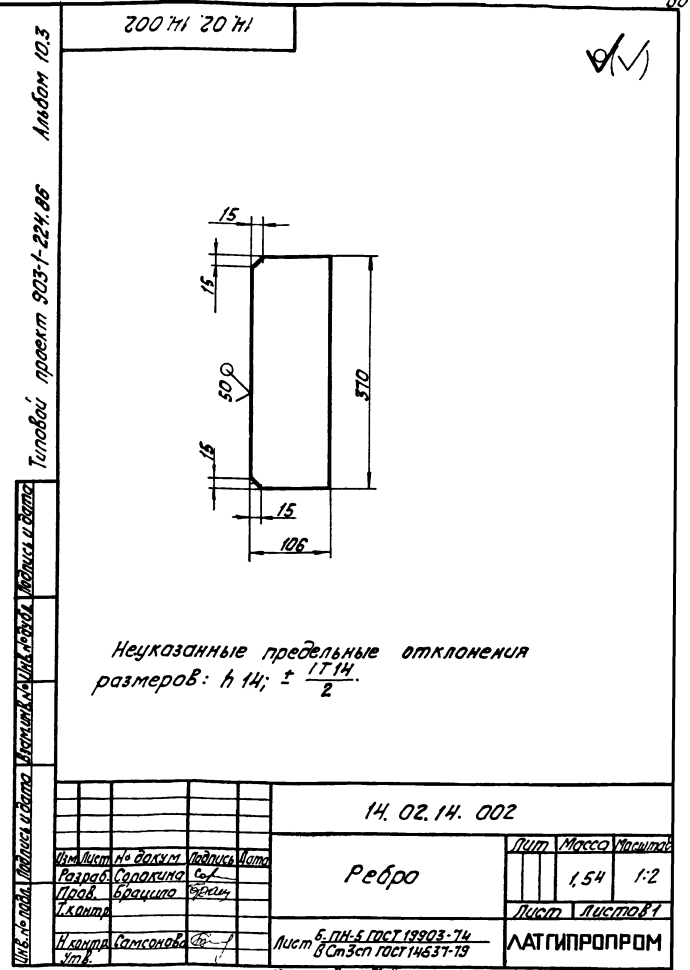 14.02.14.002
Типовой проект 903-1-224.86 Альбом 10.3
(√)
15
15
50
370
15
15
106
Неуказанные предельные отклонения
размеров: h 14; ± IT14/2.
Инв.№ подл. Подпись и дата Взам.инв.№ Инв.№ дубл. Подпись и дата
14. 02. 14. 002
Изм Лист № докум Подпись Дата
Разраб. Сорокина
Пров.
Т.контр
Н.контр Самсонова
Утв.
Ребро
Лит Масса Масштаб
1,54 1:2
Лист Листов 1
Лист Б-ПН-5 ГОСТ 19903-74
ВСт3сп ГОСТ 14637-79
ЛАТГИПРОПРОМ